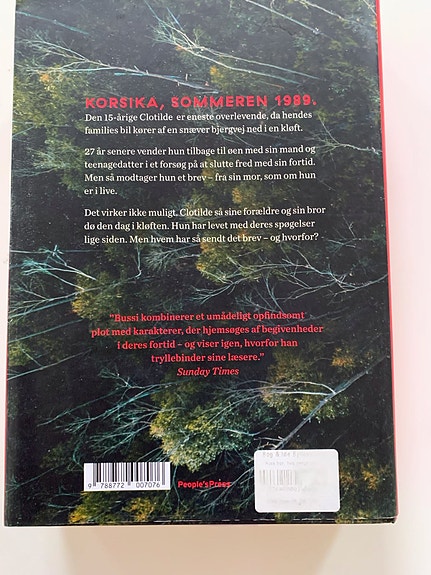 KORSIKA, SOMMEREN 1989.
Den 15-årige Clotilde er eneste overlevende, da hendes
families bil kører af en snæver bjergvej ned i en kløft.
27 år senere vender hun tilbage til øen med sin mand og
teenagedatter i et forsøg på at slutte fred med sin fortid.
Men så modtager hun et brev – fra sin mor, som om hun
er i live.
Det virker ikke muligt. Clotilde så sine forældre og sin bror
dø den dag i kløften. Hun har levet med deres spøgelser
lige siden. Men hvem har så sendt det brev – og hvorfor?
"Bussi kombinerer et umådeligt opfindsomt
plot med karakterer, der hjemsøges af begivenheder
i deres fortid – og viser igen, hvorfor han
tryllebinder sine læsere."
Sunday Times
9 788772 007076
People'sPress